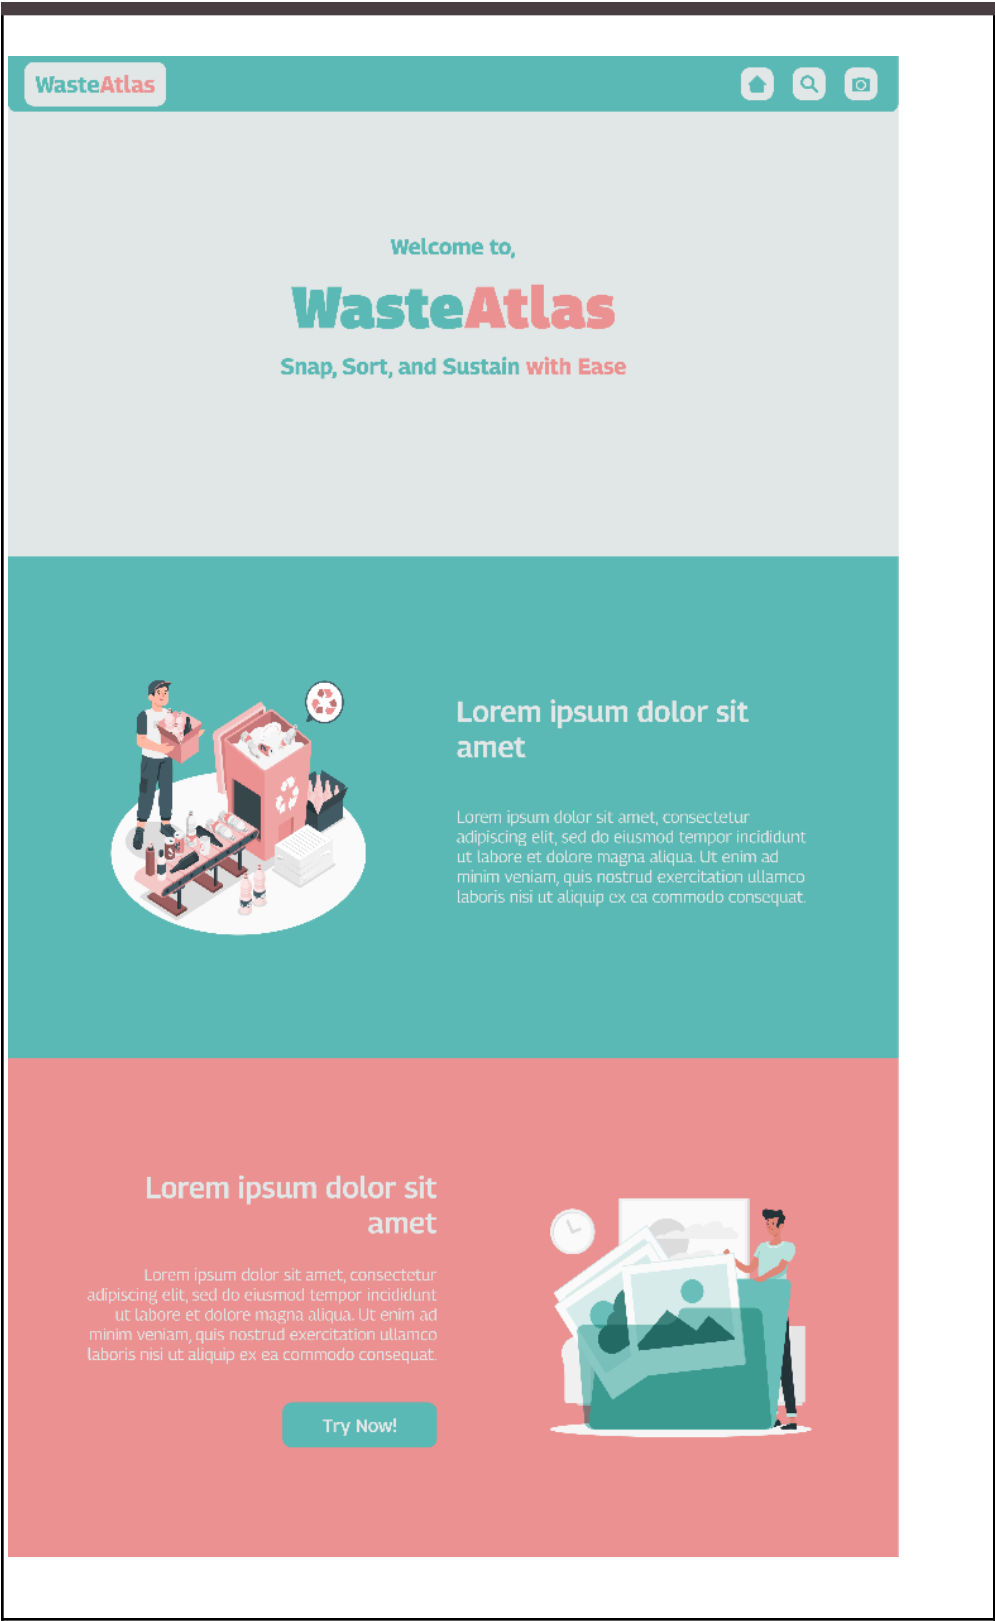 WasteAtlas
Welcome to,
WasteAtlas
Snap, Sort, and Sustain with Ease
Lorem ipsum dolor sit
amet
Lorem ipsum dolor sit amet, consectetur
adipiscing elit, sed do eiusmod tempor incididunt
ut labore et dolore magna aliqua. Ut enim ad
minim veniam, quis nostrud exercitation ullamco
laboris nisi ut aliquip ex ea commodo consequat.
Lorem ipsum dolor sit
amet
Lorem ipsum dolor sit amet, consectetur
adipiscing elit, sed do eiusmod tempor incididunt
ut labore et dolore magna aliqua. Ut enim ad
minim veniam, quis nostrud exercitation ullamco
laboris nisi ut aliquip ex ea commodo consequat.
Try Now!